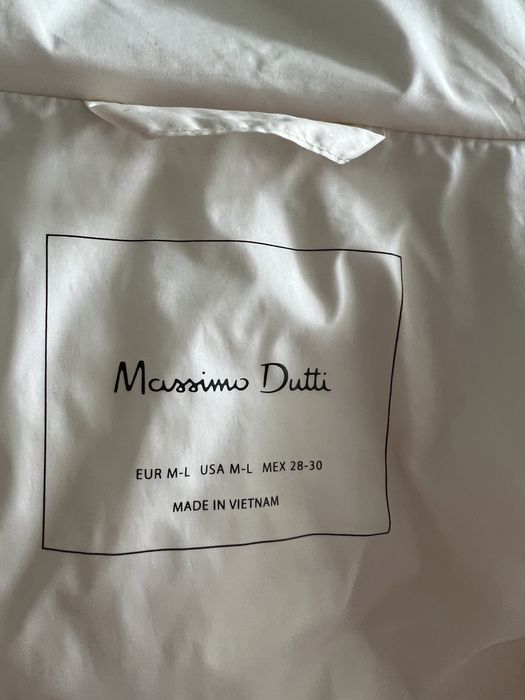 Massimo Dutti
EUR M-L USA M-L MEX 28-30
MADE IN VIETNAM